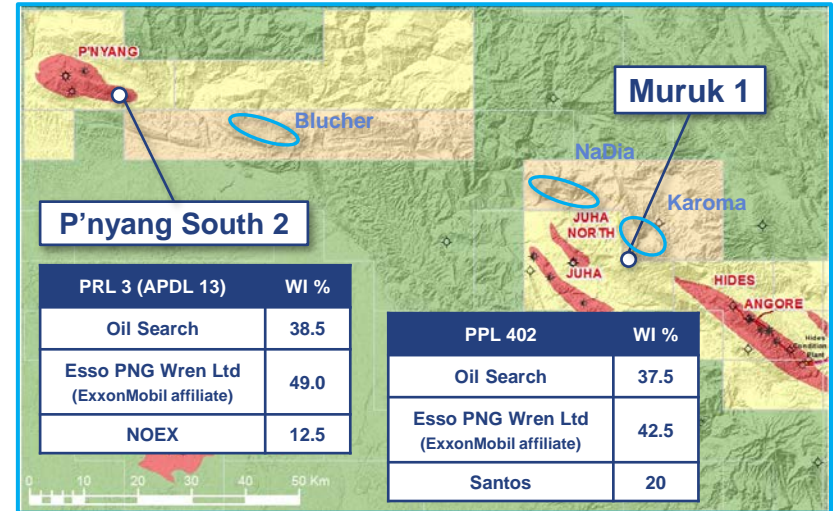 P'NYANG
Muruk 1
Blucher
NaDia
Karoma
P'nyang South 2
JUHA
NORTH
JUHA
HIDES
ANGORE
Hides
Condition
Plant
PRL 3 (APDL 13) WI %
Oil Search 38.5
Esso PNG Wren Ltd
(ExxonMobil affiliate) 49.0
NOEX 12.5
PPL 402 WI %
Oil Search 37.5
Esso PNG Wren Ltd
(ExxonMobil affiliate) 42.5
Santos 20
0 10 20 30 40 50 Km